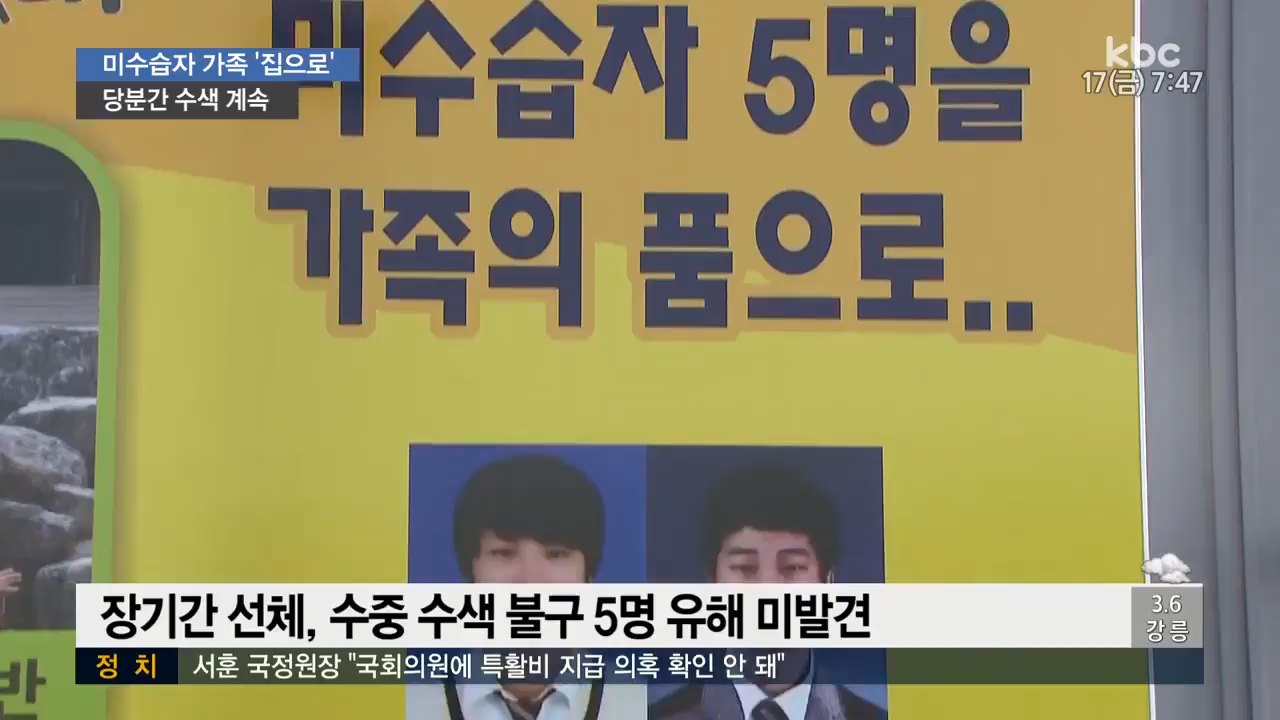 미수습자 가족 '집으로'
당분간 수색 계속
kbc
17(금) 7:47
미수습자 5명을
가족의 품으로..
반
장기간 선체, 수중 수색 불구 5명 유해 미발견
3.6
강릉
정치
서훈 국정원장 "국회의원에 특활비 지급 의혹 확인 안 돼"